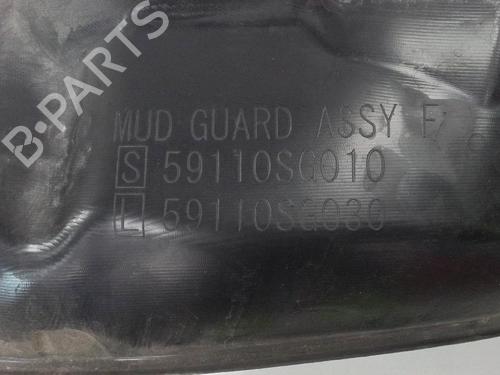 B-PARTS
MUD GUARD ASSY F
S 59110SG010
L 59110SG030